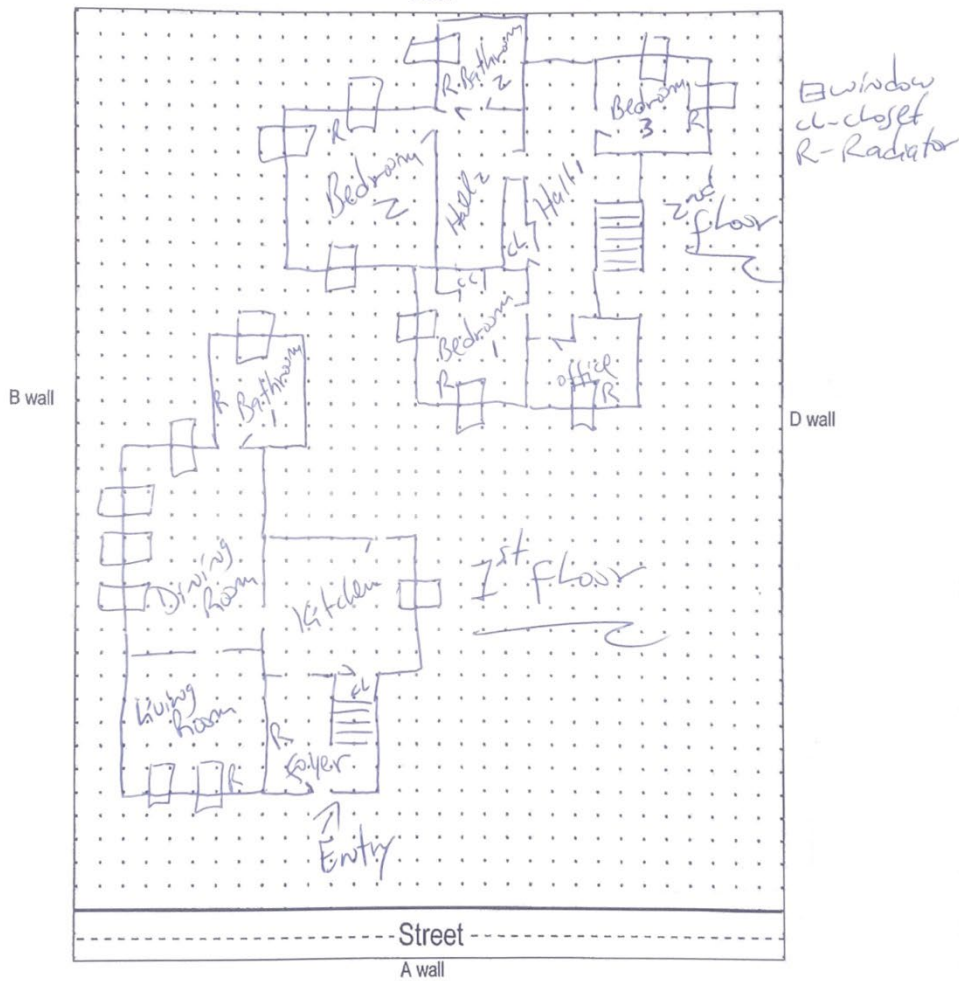 R. Bathroom 2
Bedroom 3
R
window
cl-closet
R-Radiator
R
Bedroom 2
Hall 2
Hall 1
cl
2nd floor
cl
Bedroom 1
R
office
R
Bathroom 1
R
B wall
D wall
Dining Room
Kitchen
1st floor
Living Room
cl
R
R
foyer
Entry
Street
A wall